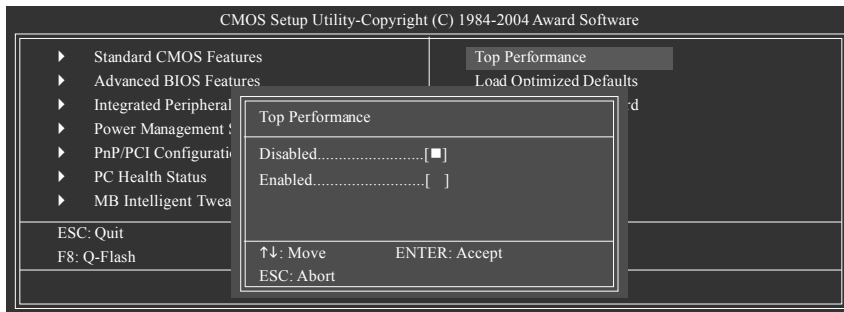 CMOS Setup Utility-Copyright (C) 1984-2004 Award Software
Standard CMOS Features
Advanced BIOS Features
Integrated Peripheral
Power Management
PnP/PCI Configurati
PC Health Status
MB Intelligent Twea
Top Performance
Load Optimized Defaults
rd
ESC: Quit
F8: Q-Flash
Top Performance
Disabled.........................[■]
Enabled..........................[ ]
↑↓: Move ENTER: Accept
ESC: Abort